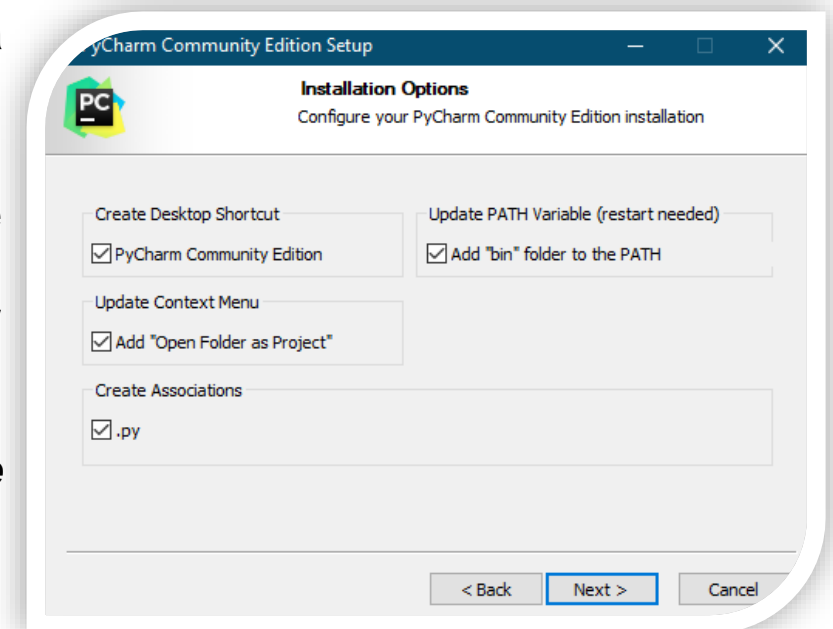 yCharm Community Edition Setup
PC
Installation Options
Configure your PyCharm Community Edition installation
Create Desktop Shortcut
PyCharm Community Edition
Update PATH Variable (restart needed)
Add "bin" folder to the PATH
Update Context Menu
Add "Open Folder as Project"
Create Associations
.py
< Back
Next >
Cancel